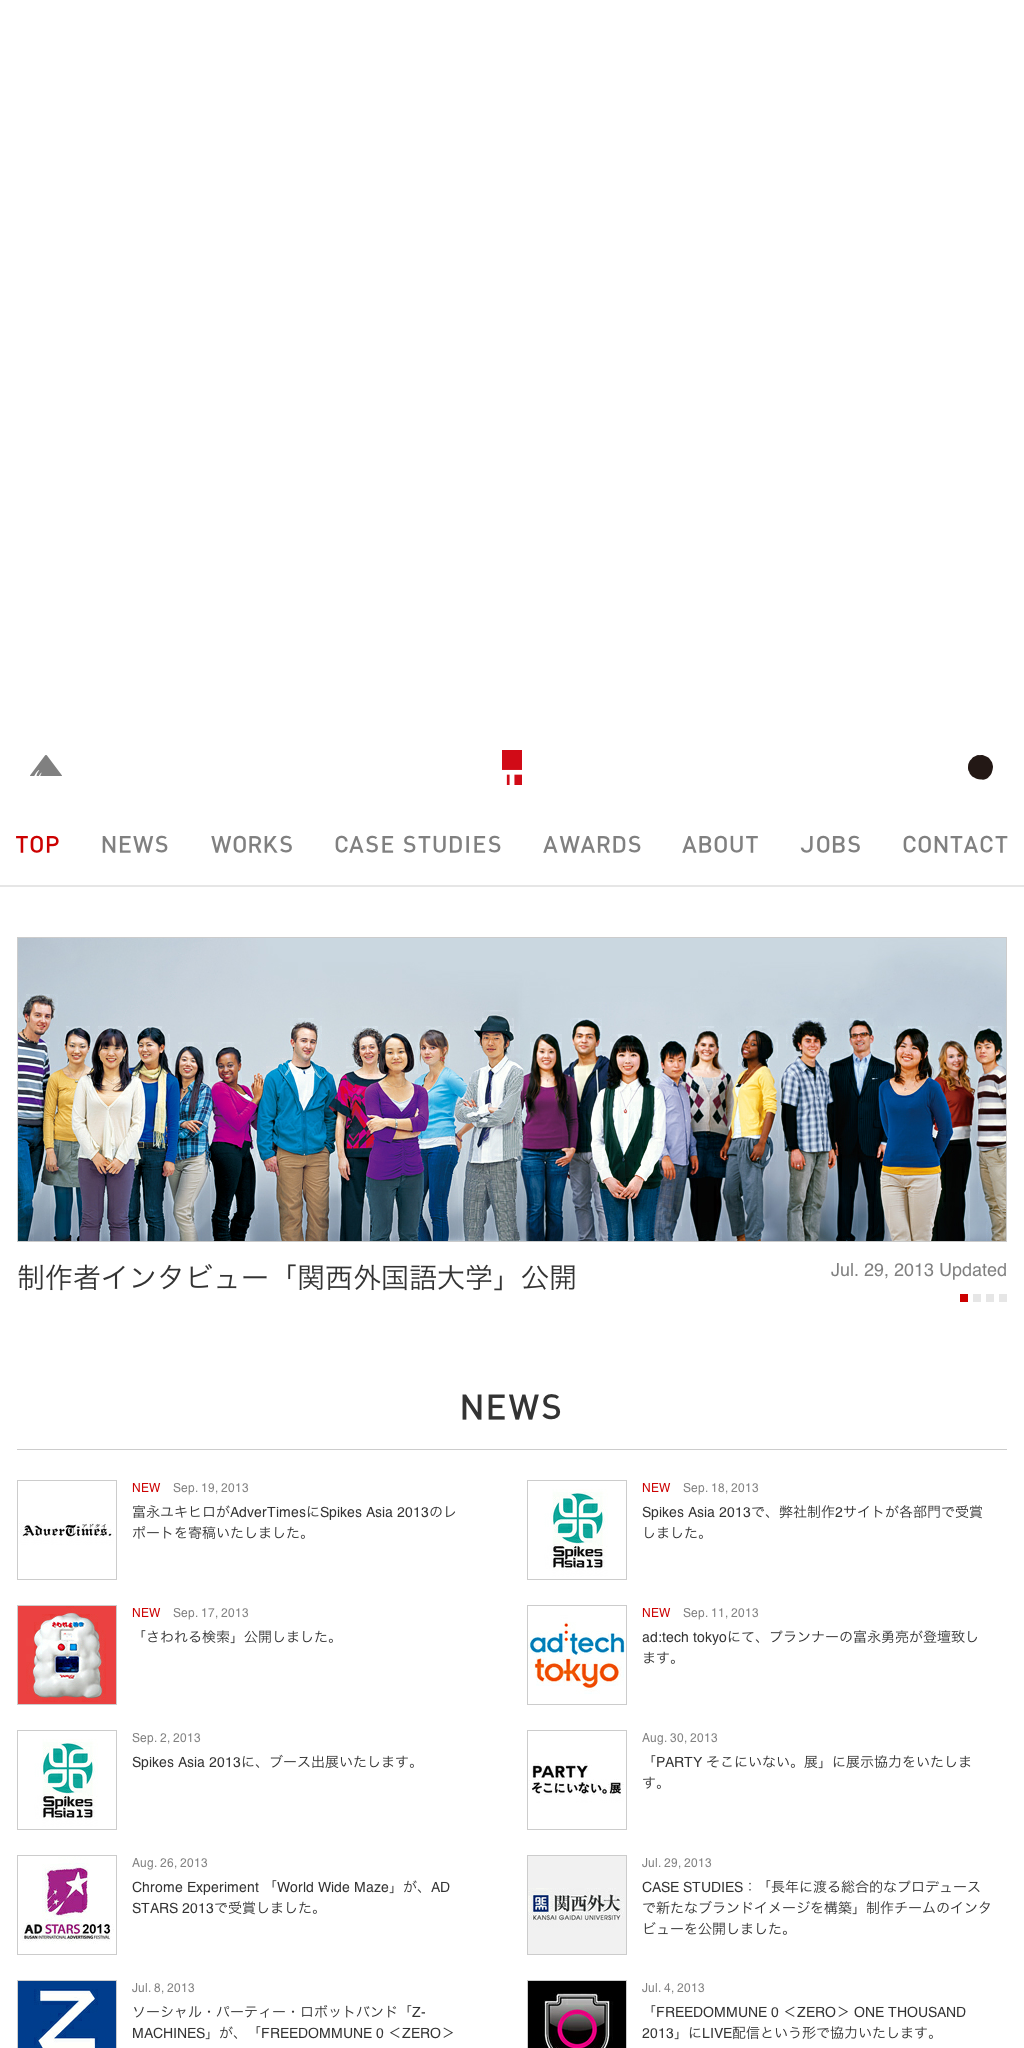 TOP NEWS WORKS CASE STUDIES AWARDS ABOUT JOBS CONTACT
制作者インタビュー「関西外国語大学」公開
Jul. 29, 2013 Updated
NEWS
AdverTimes.
NEW Sep. 19, 2013
富永ユキヒロがAdverTimesにSpikes Asia 2013のレ
ポートを寄稿いたしました。
Spikes
Asia13
NEW Sep. 18, 2013
Spikes Asia 2013で、弊社制作2サイトが各部門で受賞
しました。
NEW Sep. 17, 2013
「さわれる検索」公開しました。
ad:tech
tokyo
NEW Sep. 11, 2013
ad:tech tokyoにて、プランナーの富永勇亮が登壇致し
ます。
Spikes
Asia13
Sep. 2, 2013
Spikes Asia 2013に、ブース出展いたします。
PARTY
そこにいない。展
Aug. 30, 2013
「PARTY そこにいない。展」に展示協力をいたしま
す。
AD STARS 2013
BUSAN INTERNATIONAL ADVERTISING FESTIVAL
Aug. 26, 2013
Chrome Experiment 「World Wide Maze」が、AD
STARS 2013で受賞しました。
関西外大
KANSAI GAIDAI UNIVERSITY
Jul. 29, 2013
CASE STUDIES：「長年に渡る総合的なプロデュース
で新たなブランドイメージを構築」制作チームのインタ
ビューを公開しました。
Z
Jul. 8, 2013
ソーシャル・パーティー・ロボットバンド「Z-
MACHINES」が、「FREEDOMMUNE 0 ＜ZERO＞
Jul. 4, 2013
「FREEDOMMUNE 0 ＜ZERO＞ ONE THOUSAND
2013」にLIVE配信という形で協力いたします。